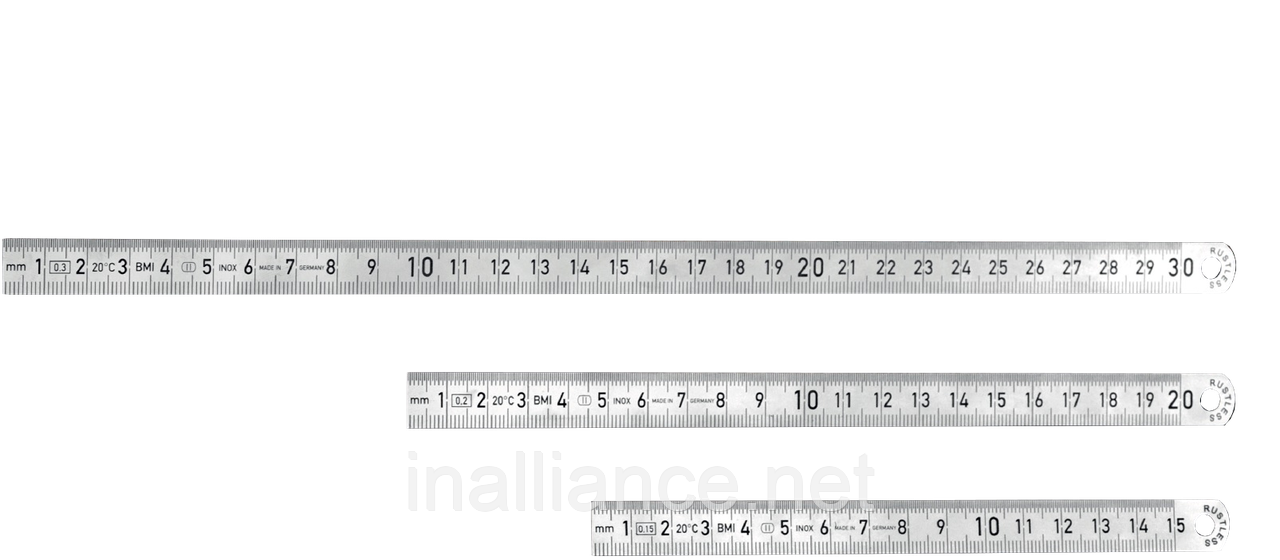 mm 1 0.3 2 20°C 3 BMI 4 II 5 INOX 6 MADE IN 7 GERMANY 8 9 10 11 12 13 14 15 16 17 18 19 20 21 22 23 24 25 26 27 28 29 30 RUSTLESS
mm 1 0.2 2 20°C 3 BMI 4 II 5 INOX 6 MADE IN 7 GERMANY 8 9 10 11 12 13 14 15 16 17 18 19 20 RUSTLESS
inalliance.net
mm 1 0.15 2 20°C 3 BMI 4 II 5 INOX 6 MADE IN 7 GERMANY 8 9 10 11 12 13 14 15 RUSTLESS